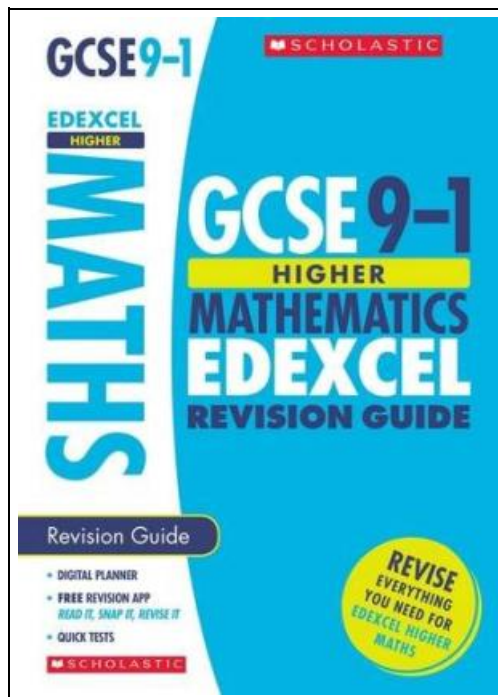 GCSE 9–1
SCHOLASTIC
EDEXCEL
HIGHER
MATHS
GCSE 9–1
HIGHER
MATHEMATICS
EDEXCEL
REVISION GUIDE
Revision Guide
• DIGITAL PLANNER
• FREE REVISION APP
READ IT, SNAP IT, REVISE IT
• QUICK TESTS
SCHOLASTIC
REVISE
EVERYTHING
YOU NEED FOR
EDEXCEL HIGHER
MATHS